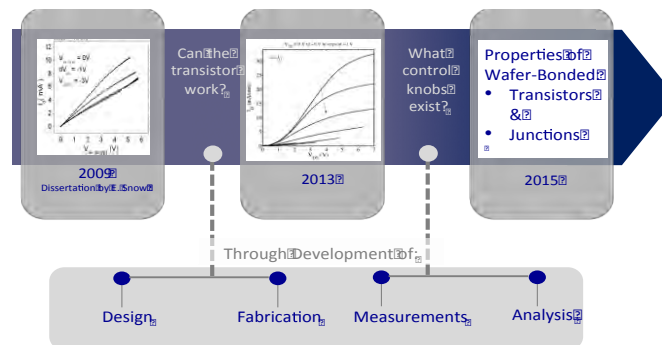 Can the
transistor
work?
What
control
knobs
exist?
Properties of
Wafer-Bonded
• Transistors
&
• Junctions
2009
Dissertation by E. Snow
2013
2015
Through Development of:
Design
Fabrication
Measurements
Analysis